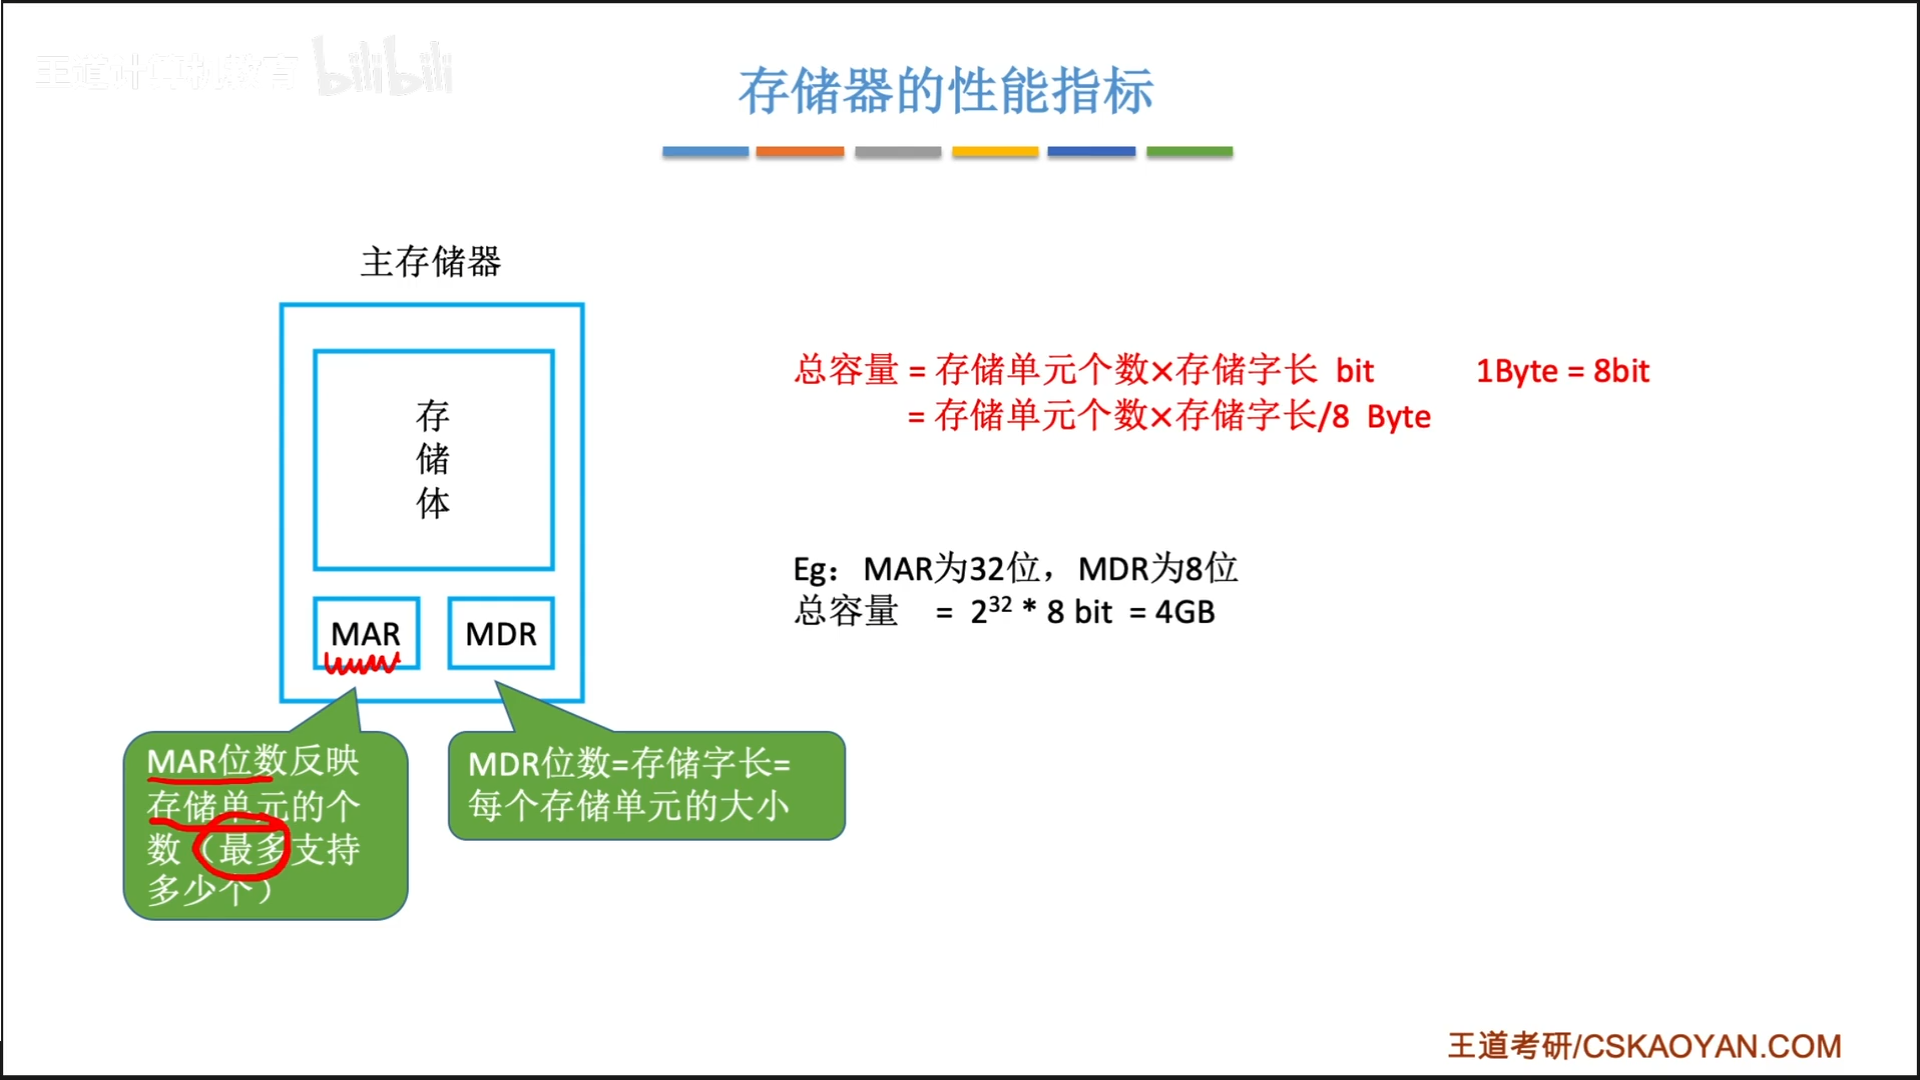 王道计算机教育 bilibili
存储器的性能指标
主存储器
存
储
体
MAR
MDR
MAR位数反映
存储单元的个
数（最多支持
多少个）
MDR位数=存储字长=
每个存储单元的大小
总容量 = 存储单元个数×存储字长 bit 1Byte = 8bit
= 存储单元个数×存储字长/8 Byte
Eg：MAR为32位，MDR为8位
总容量 = 2³² * 8 bit = 4GB
王道考研/CSKAOYAN.COM